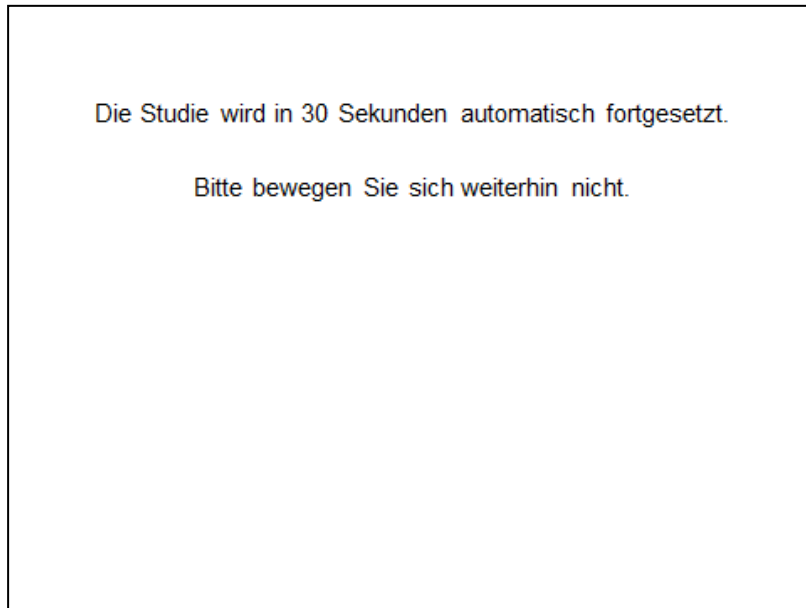 Die Studie wird in 30 Sekunden automatisch fortgesetzt.
Bitte bewegen Sie sich weiterhin nicht.